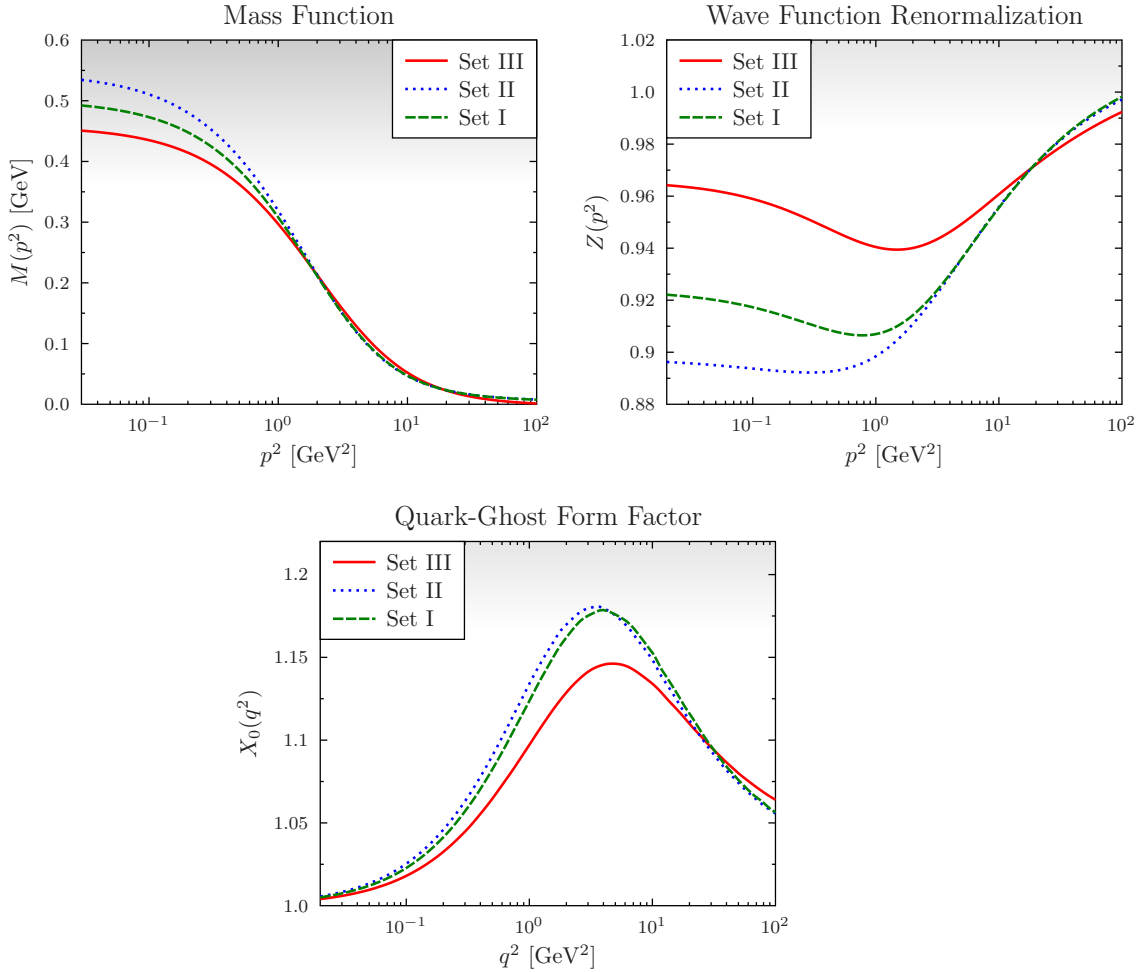 Mass Function
0.6
0.5
0.4
0.3
0.2
0.1
0.0
M(p²) [GeV]
Set III
Set II
Set I
10⁻¹
10⁰
10¹
10²
p² [GeV²]
Wave Function Renormalization
1.02
1.0
0.98
0.96
0.94
0.92
0.9
0.88
Z(p²)
Set III
Set II
Set I
10⁻¹
10⁰
10¹
10²
p² [GeV²]
Quark-Ghost Form Factor
1.2
1.15
1.1
1.05
1.0
X₀(q²)
Set III
Set II
Set I
10⁻¹
10⁰
10¹
10²
q² [GeV²]